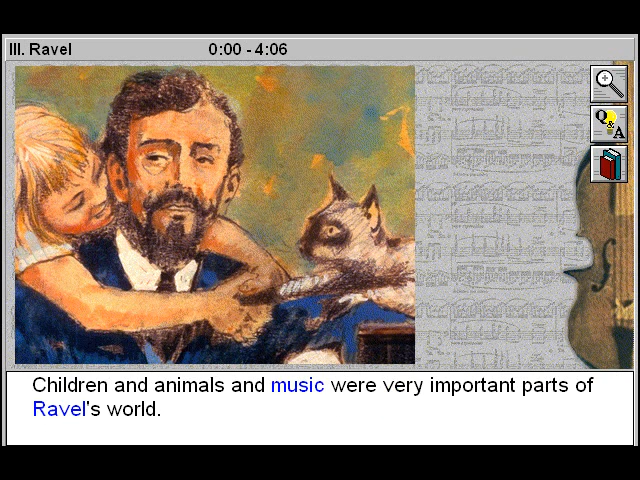 III. Ravel 0:00 - 4:06
Q&A
Children and animals and music were very important parts of
Ravel's world.